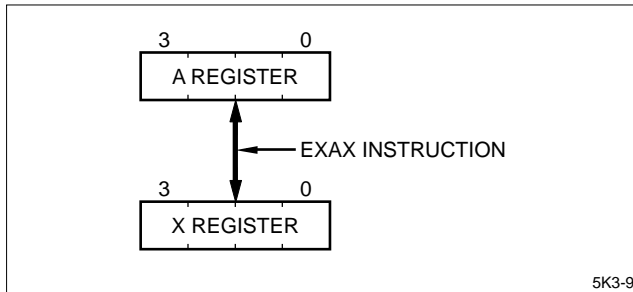 3 0
A REGISTER
EXAX INSTRUCTION
3 0
X REGISTER
5K3-9